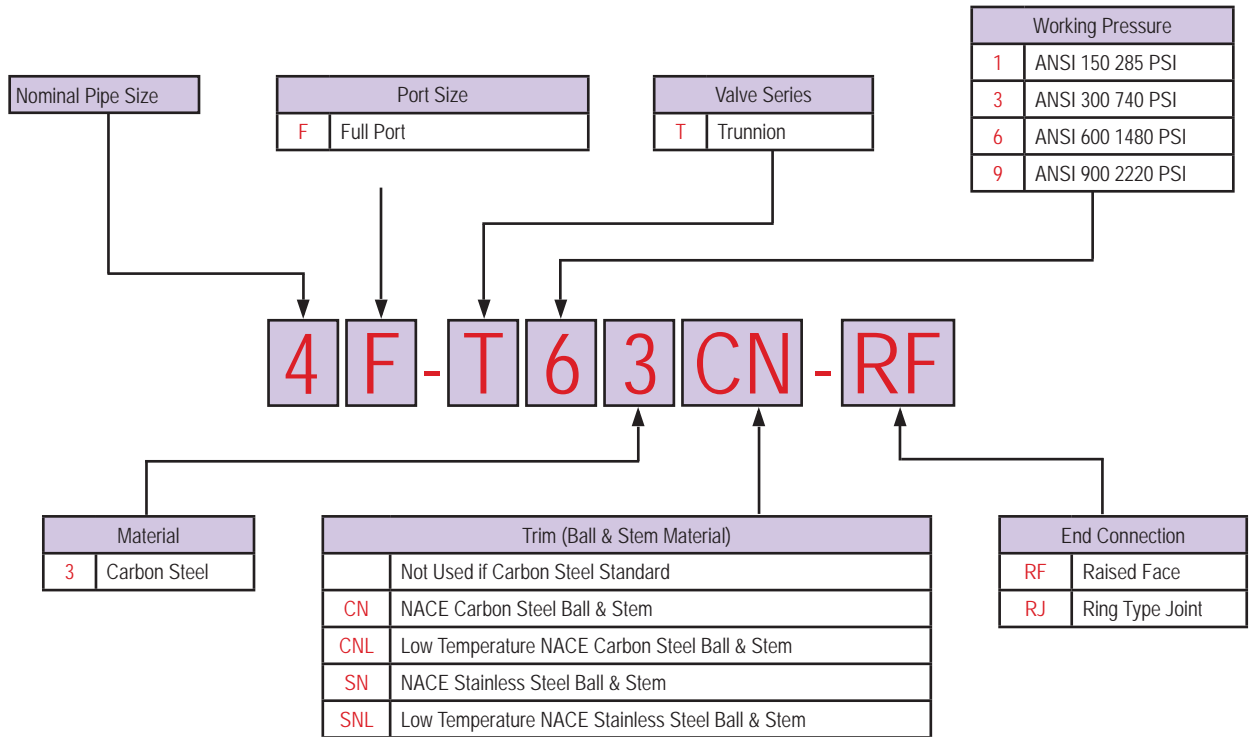 Working Pressure
1 ANSI 150 285 PSI
3 ANSI 300 740 PSI
6 ANSI 600 1480 PSI
9 ANSI 900 2220 PSI
Nominal Pipe Size
Port Size
F Full Port
Valve Series
T Trunnion
4F-T63CN-RF
Material
3 Carbon Steel
Trim (Ball & Stem Material)
Not Used if Carbon Steel Standard
CN NACE Carbon Steel Ball & Stem
CNL Low Temperature NACE Carbon Steel Ball & Stem
SN NACE Stainless Steel Ball & Stem
SNL Low Temperature NACE Stainless Steel Ball & Stem
End Connection
RF Raised Face
RJ Ring Type Joint